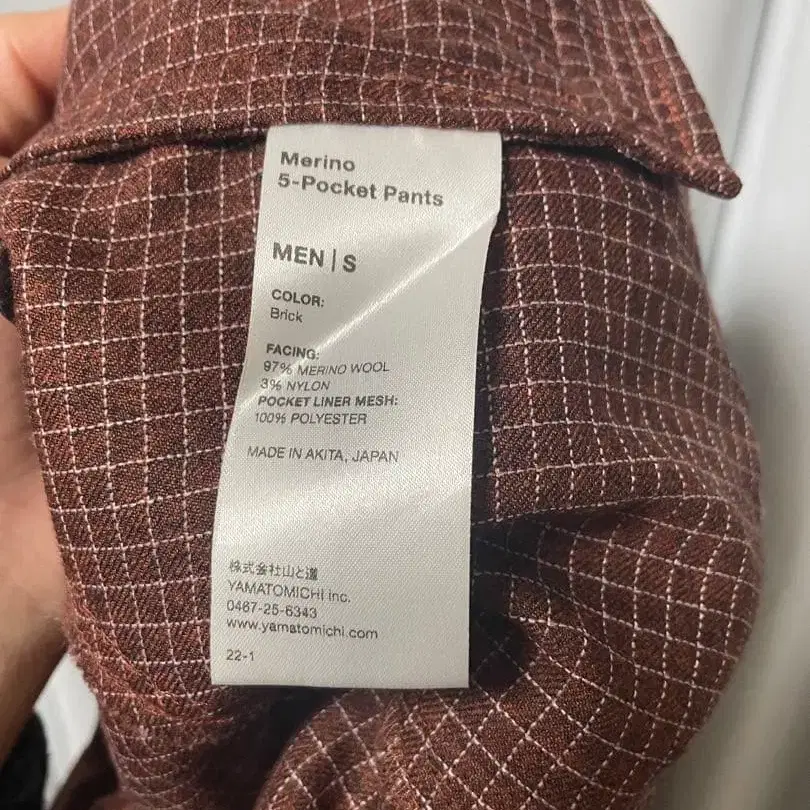 Merino
5-Pocket Pants
MEN | S
COLOR:
Brick
FACING:
97% MERINO WOOL
3% NYLON
POCKET LINER MESH:
100% POLYESTER
MADE IN AKITA, JAPAN
株式会社山と道
YAMATOMICHI inc.
0467-25-6343
www.yamatomichi.com
22-1